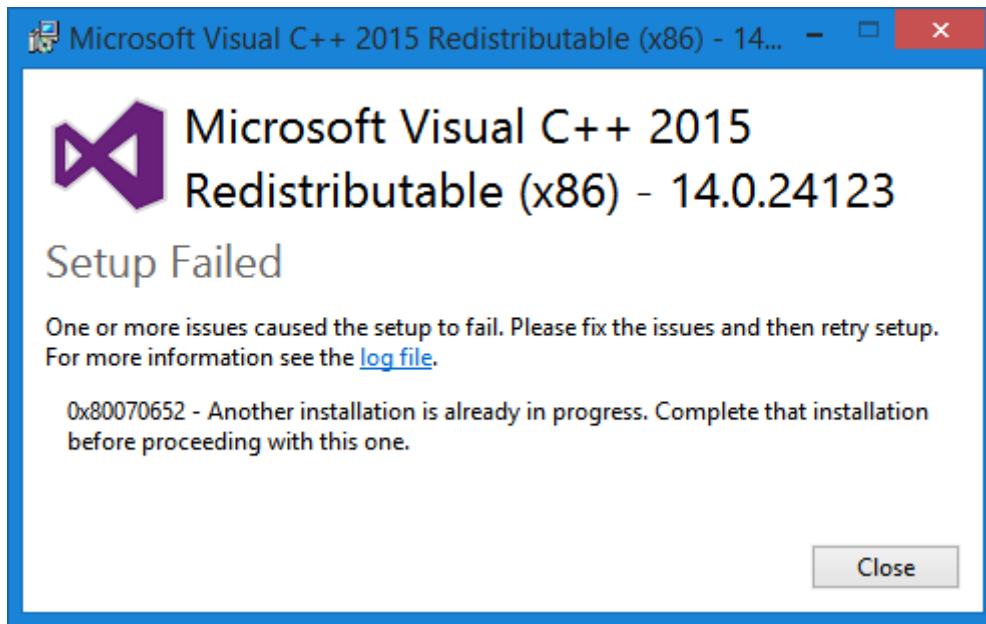 Microsoft Visual C++ 2015 Redistributable (x86) - 14...
Microsoft Visual C++ 2015
Redistributable (x86) - 14.0.24123
Setup Failed
One or more issues caused the setup to fail. Please fix the issues and then retry setup.
For more information see the log file.
0x80070652 - Another installation is already in progress. Complete that installation
before proceeding with this one.
Close